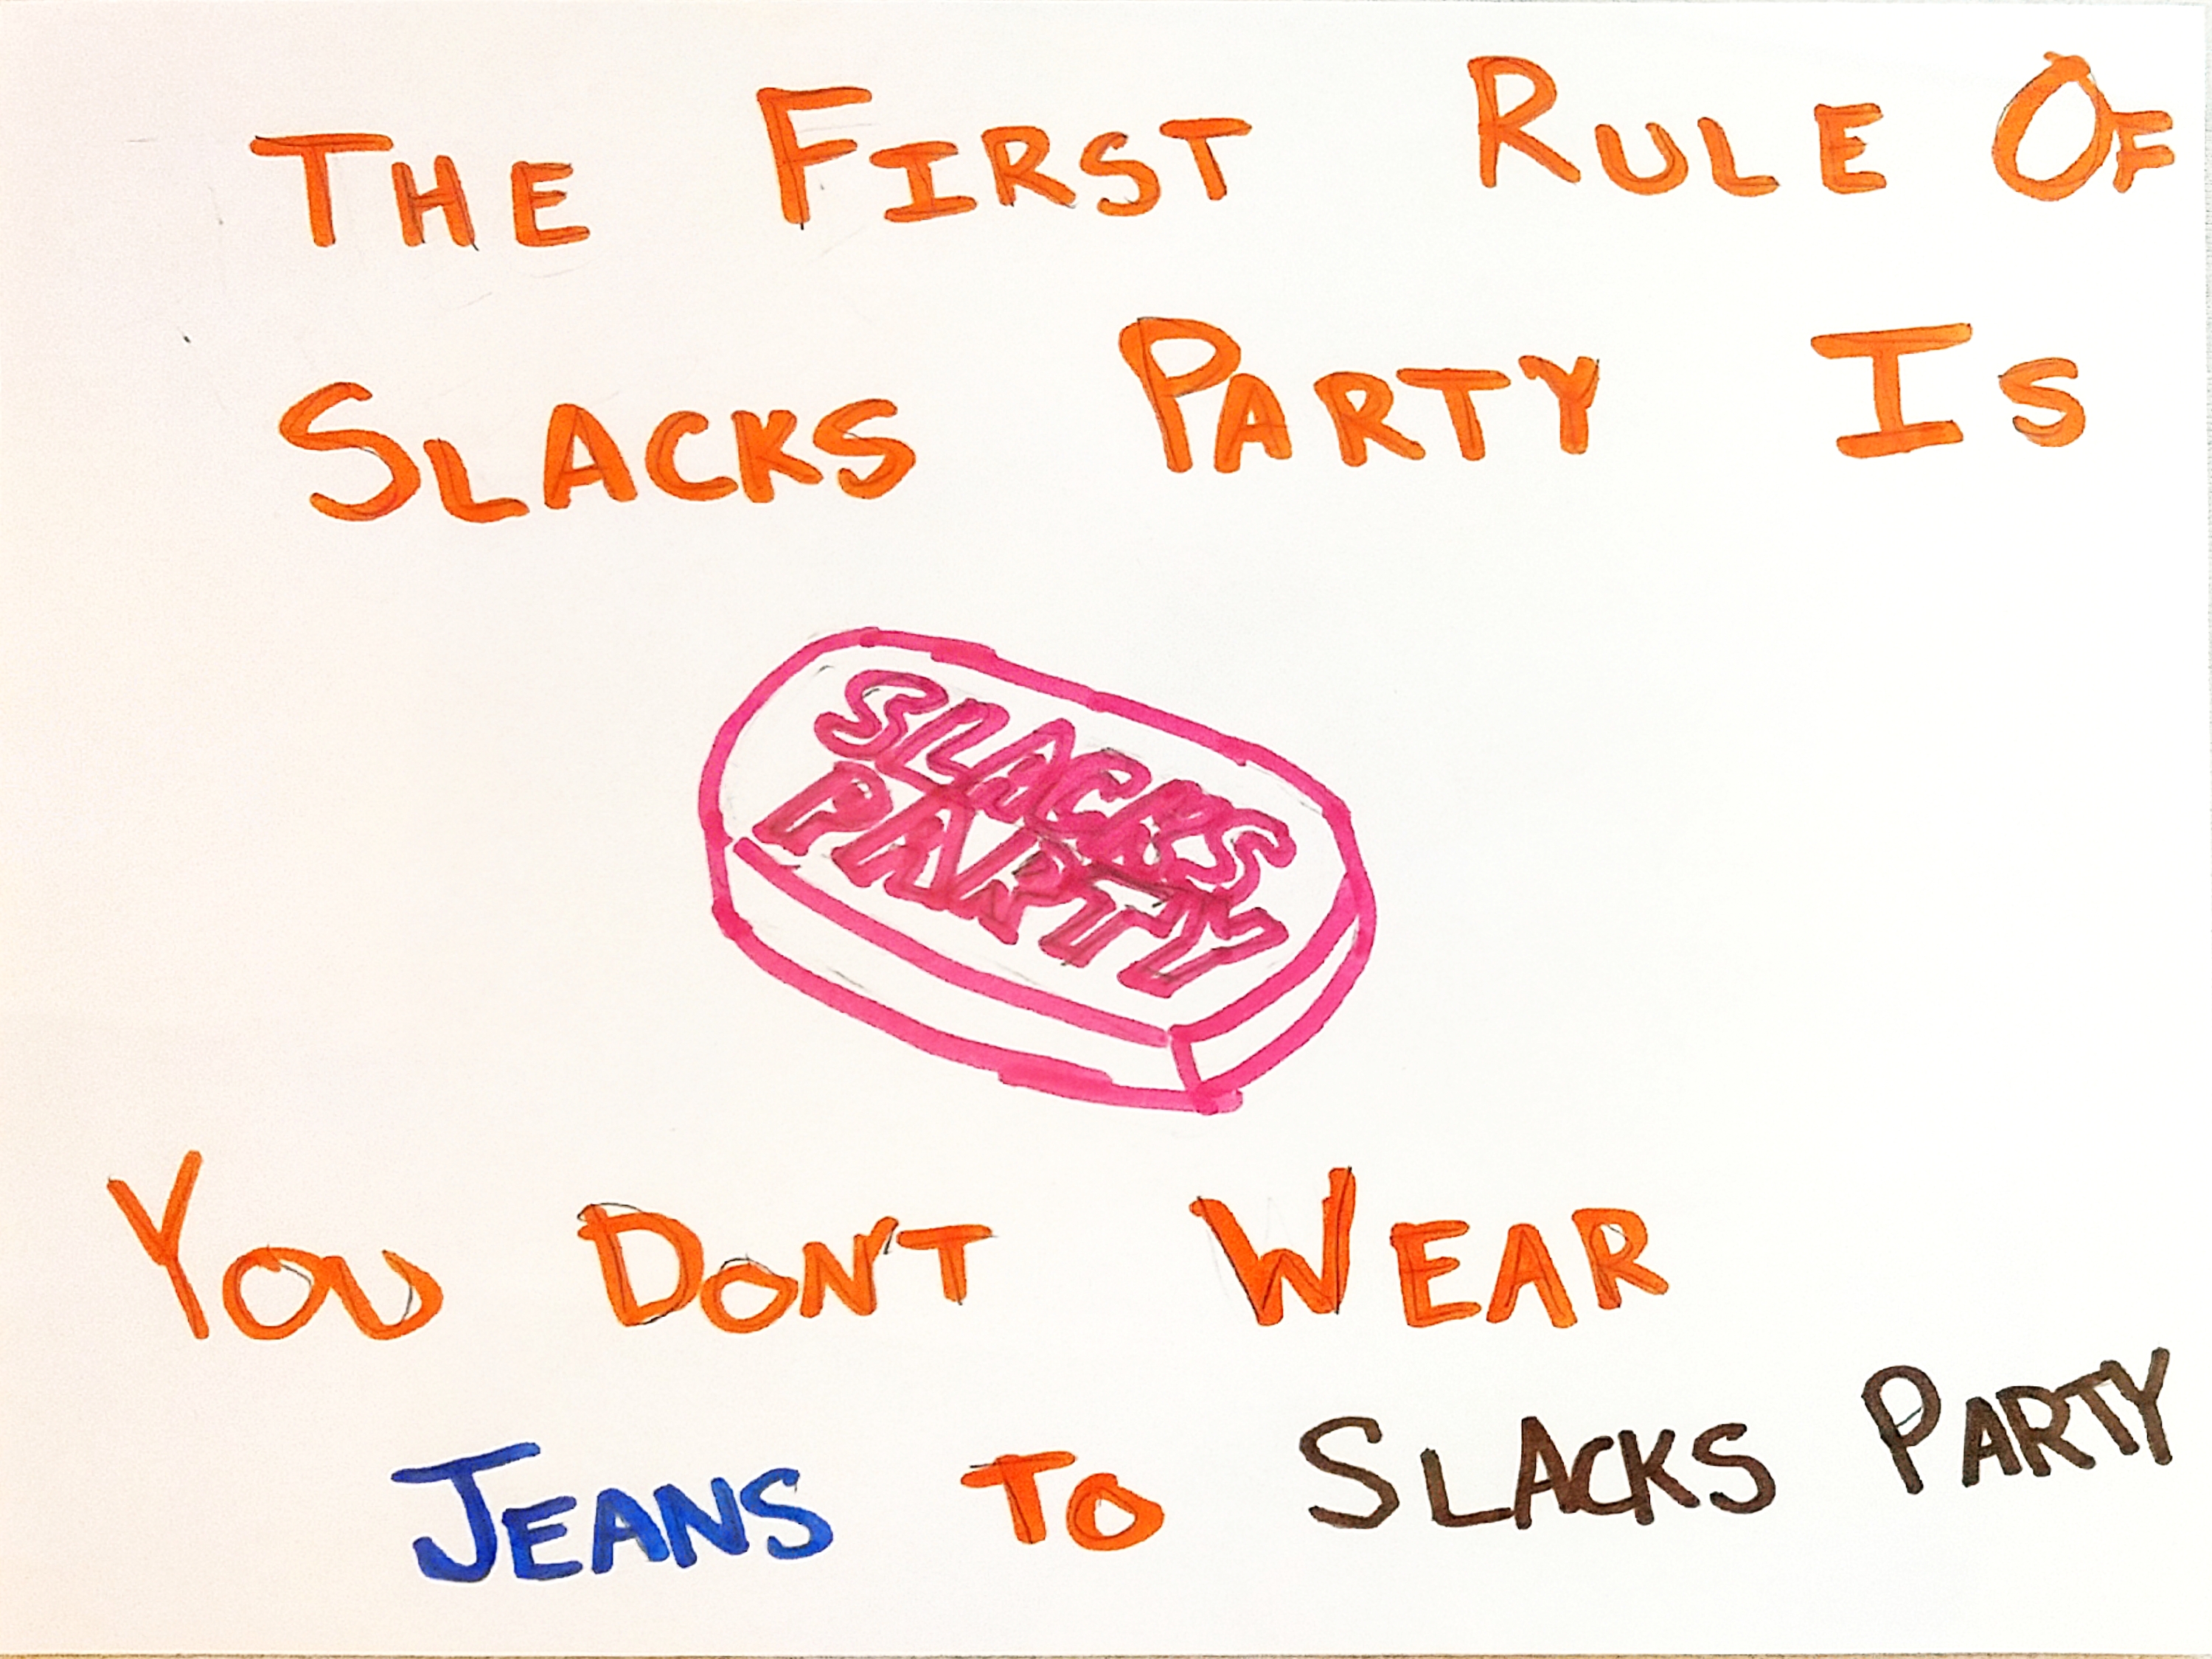 THE FIRST RULE OF
SLACKS PARTY IS
SLACKS
PARTY
YOU DON'T WEAR
JEANS TO SLACKS PARTY